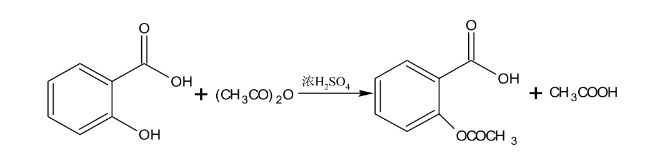 O
OH
OH
+ (CH3CO)2O
浓H2SO4
O
OH
OCOCH3
+ CH3COOH